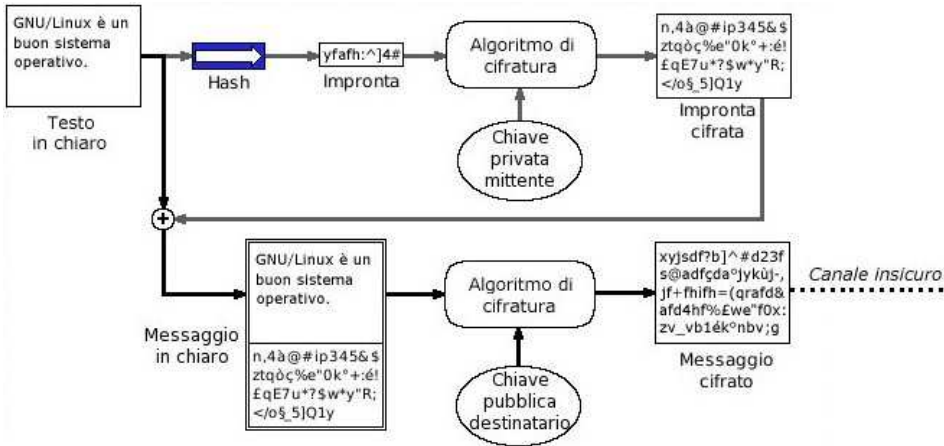 GNU/Linux è un
buon sistema
operativo.
Testo
in chiaro
Hash
yfafh:^]4#
Impronta
Algoritmo di
cifratura
Chiave
privata
mittente
n,4à@#ip345&$
ztqòç%e"0k°+:é!
£qE7u*?$w*y"R;
</o§_5]Q1y
Impronta
cifrata
+
Messaggio
in chiaro
GNU/Linux è un
buon sistema
operativo.
n,4à@#ip345&$
ztqòç%e"0k°+:é!
£qE7u*?$w*y"R;
</o§_5]Q1y
Algoritmo di
cifratura
Chiave
pubblica
destinatario
xyjsdf?b]^#d23f
s@adfçda°jykùj-,
jf+fhìfh=(qrafd&
afd4hf%£we"f0x:
zv_vb1ék°nbv;g
Messaggio
cifrato
Canale insicuro